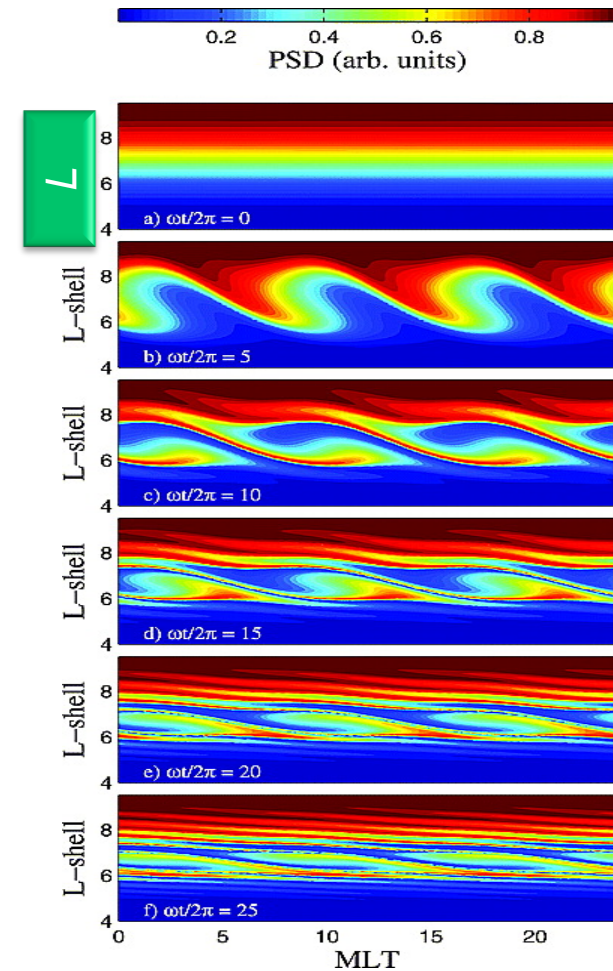 0.2 0.4 0.6 0.8
PSD (arb. units)
L
8
6
4
a) ωt/2π = 0
L-shell
8
6
4
b) ωt/2π = 5
L-shell
8
6
4
c) ωt/2π = 10
L-shell
8
6
4
d) ωt/2π = 15
L-shell
8
6
4
e) ωt/2π = 20
L-shell
8
6
4
f) ωt/2π = 25
0 5 10 15 20
MLT